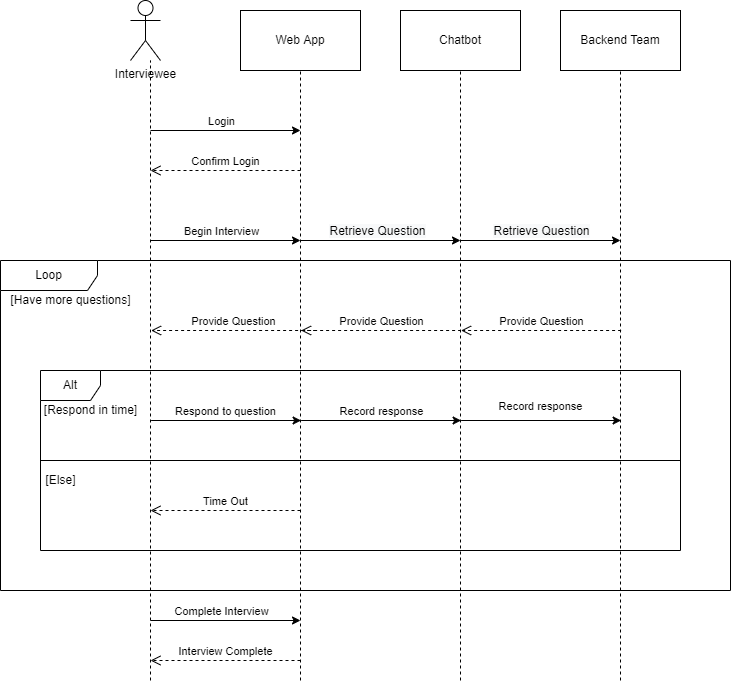 Interviewee
Web App
Chatbot
Backend Team
Login
Confirm Login
Begin Interview
Retrieve Question
Retrieve Question
Loop
[Have more questions]
Provide Question
Provide Question
Provide Question
Alt
[Respond in time]
Respond to question
Record response
Record response
[Else]
Time Out
Complete Interview
Interview Complete